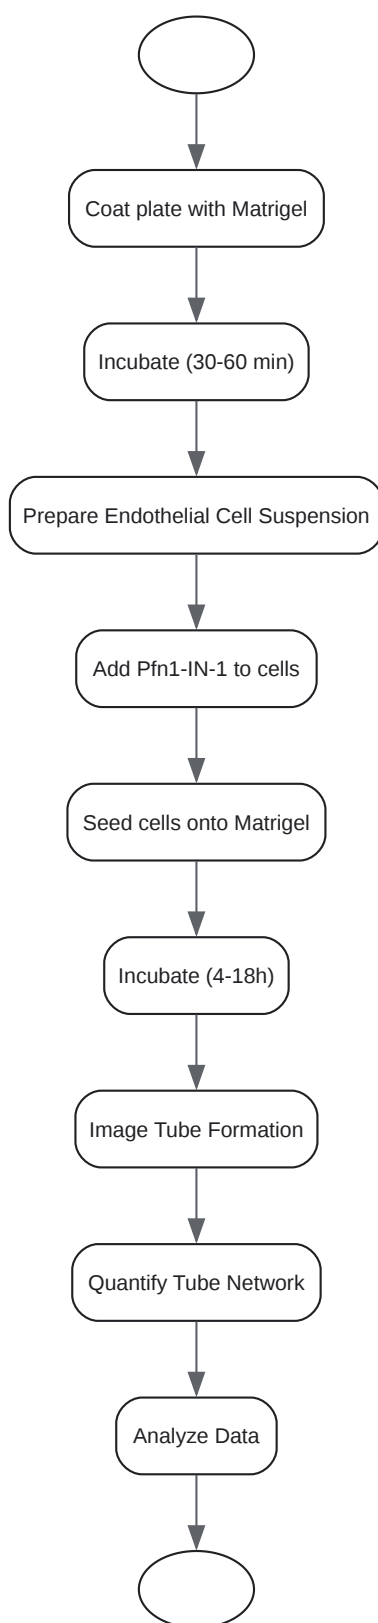 Coat plate with Matrigel
Incubate (30-60 min)
Prepare Endothelial Cell Suspension
Add Pfn1-IN-1 to cells
Seed cells onto Matrigel
Incubate (4-18h)
Image Tube Formation
Quantify Tube Network
Analyze Data